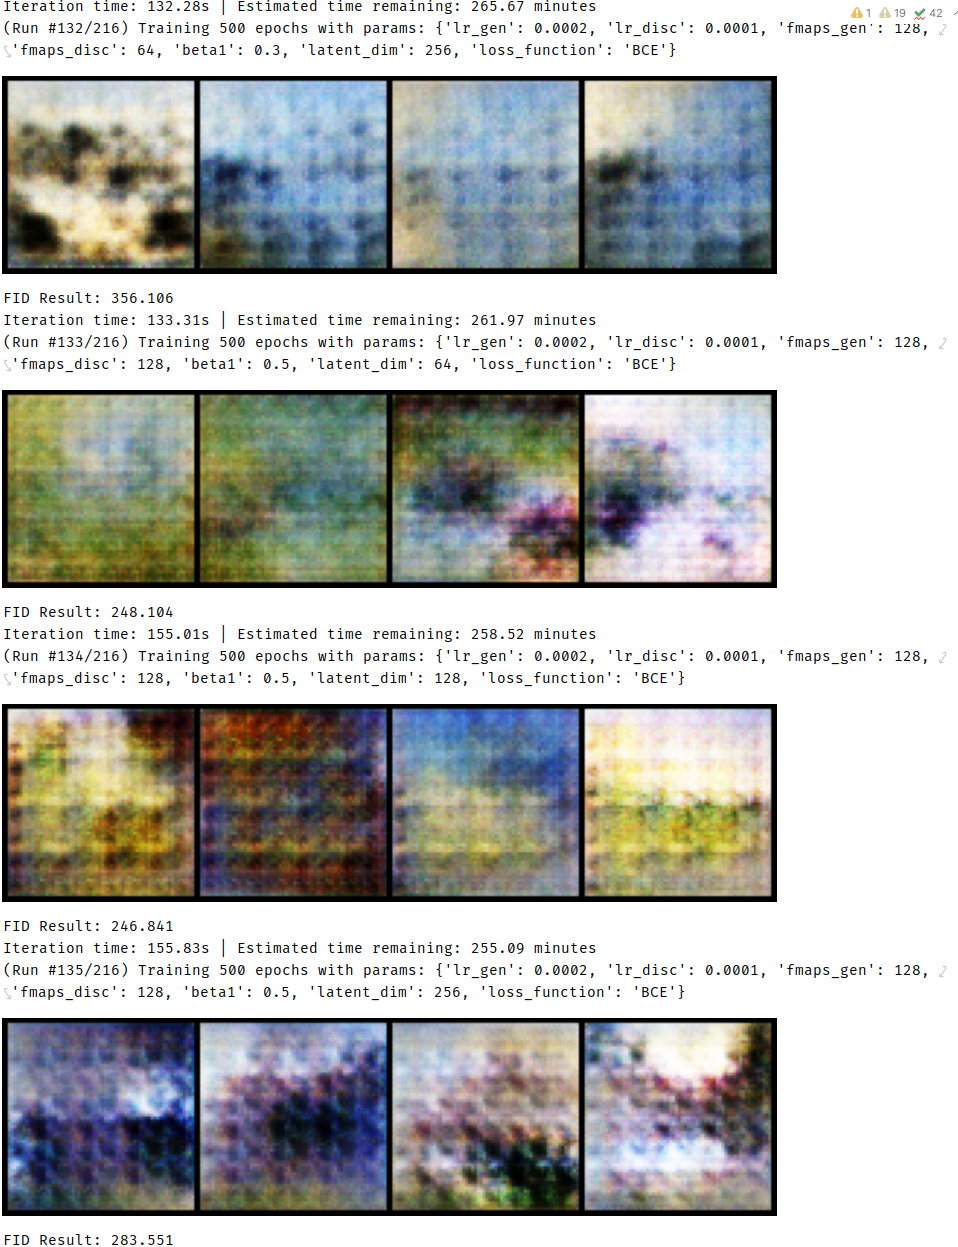 Iteration time: 132.28s | Estimated time remaining: 265.67 minutes
1 19 42
(Run #132/216) Training 500 epochs with params: {'lr_gen': 0.0002, 'lr_disc': 0.0001, 'fmaps_gen': 128,
'fmaps_disc': 64, 'beta1': 0.3, 'latent_dim': 256, 'loss_function': 'BCE'}
FID Result: 356.106
Iteration time: 133.31s | Estimated time remaining: 261.97 minutes
(Run #133/216) Training 500 epochs with params: {'lr_gen': 0.0002, 'lr_disc': 0.0001, 'fmaps_gen': 128,
'fmaps_disc': 128, 'beta1': 0.5, 'latent_dim': 64, 'loss_function': 'BCE'}
FID Result: 248.104
Iteration time: 155.01s | Estimated time remaining: 258.52 minutes
(Run #134/216) Training 500 epochs with params: {'lr_gen': 0.0002, 'lr_disc': 0.0001, 'fmaps_gen': 128,
'fmaps_disc': 128, 'beta1': 0.5, 'latent_dim': 128, 'loss_function': 'BCE'}
FID Result: 246.841
Iteration time: 155.83s | Estimated time remaining: 255.09 minutes
(Run #135/216) Training 500 epochs with params: {'lr_gen': 0.0002, 'lr_disc': 0.0001, 'fmaps_gen': 128,
'fmaps_disc': 128, 'beta1': 0.5, 'latent_dim': 256, 'loss_function': 'BCE'}
FID Result: 283.551